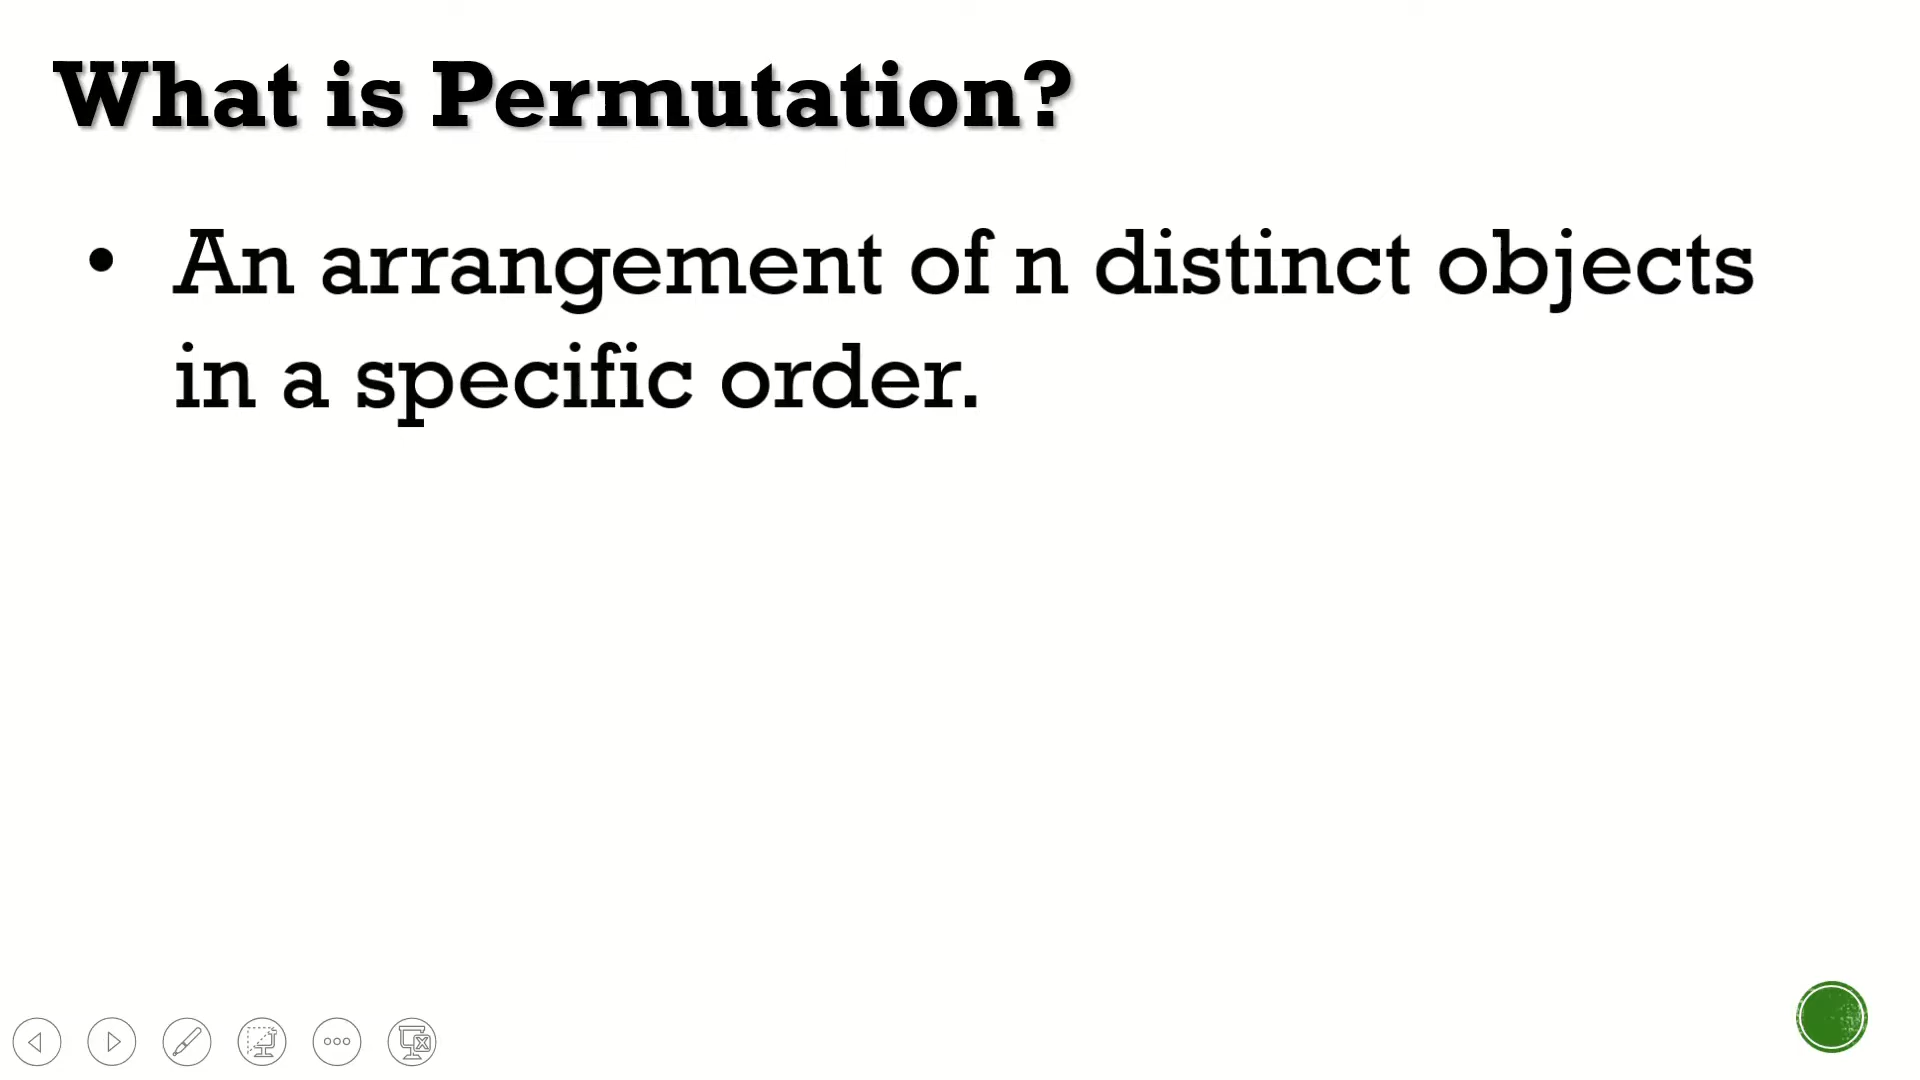 What is Permutation?
• An arrangement of n distinct objects
in a specific order.